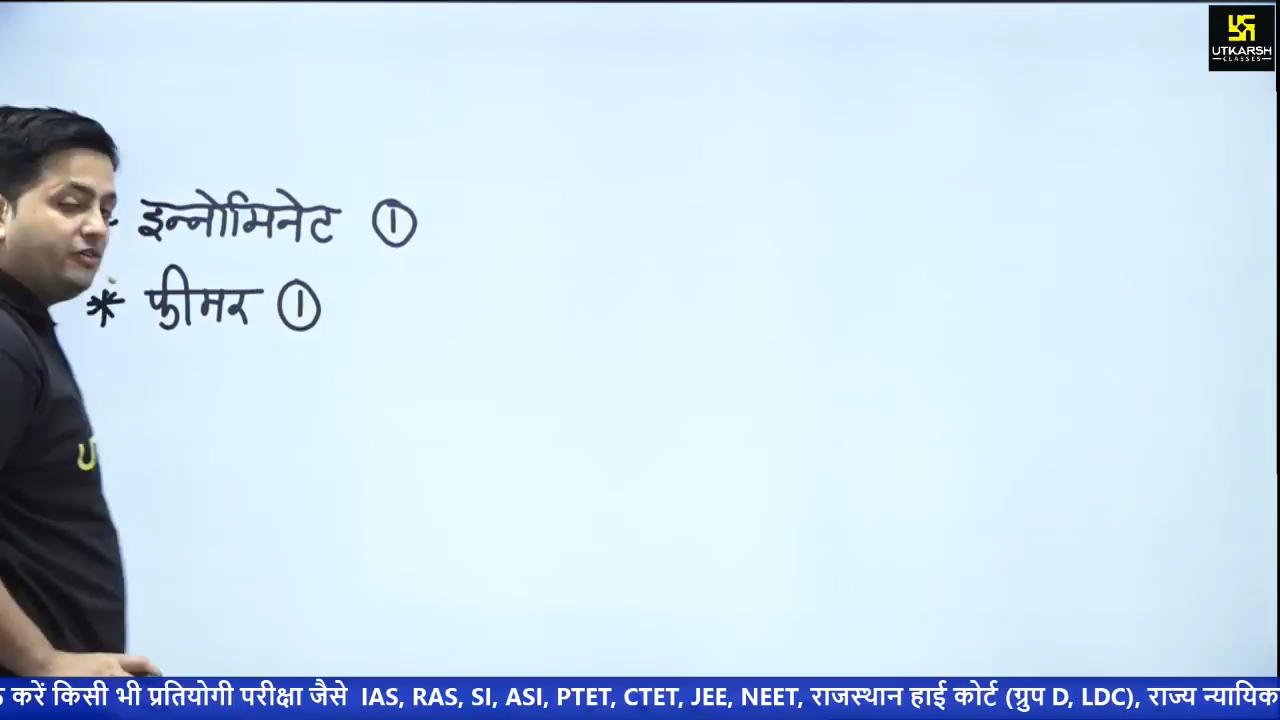 UTKARSH
CLASSES
* इन्नोमिनेट ①
* फीमर ①
करें किसी भी प्रतियोगी परीक्षा जैसे IAS, RAS, SI, ASI, PTET, CTET, JEE, NEET, राजस्थान हाई कोर्ट (ग्रुप D, LDC), राज्य न्यायिक